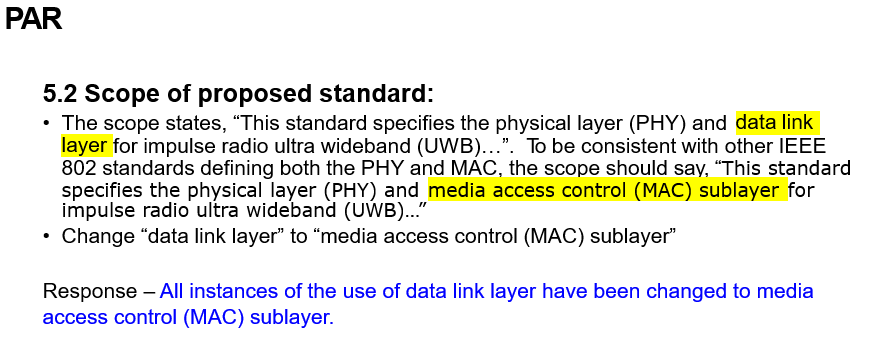 PAR
5.2 Scope of proposed standard:
• The scope states, “This standard specifies the physical layer (PHY) and data link
layer for impulse radio ultra wideband (UWB)…”.  To be consistent with other IEEE
802 standards defining both the PHY and MAC, the scope should say, “This standard
specifies the physical layer (PHY) and media access control (MAC) sublayer for
impulse radio ultra wideband (UWB)…”
• Change “data link layer” to “media access control (MAC) sublayer”
Response – All instances of the use of data link layer have been changed to media
access control (MAC) sublayer.